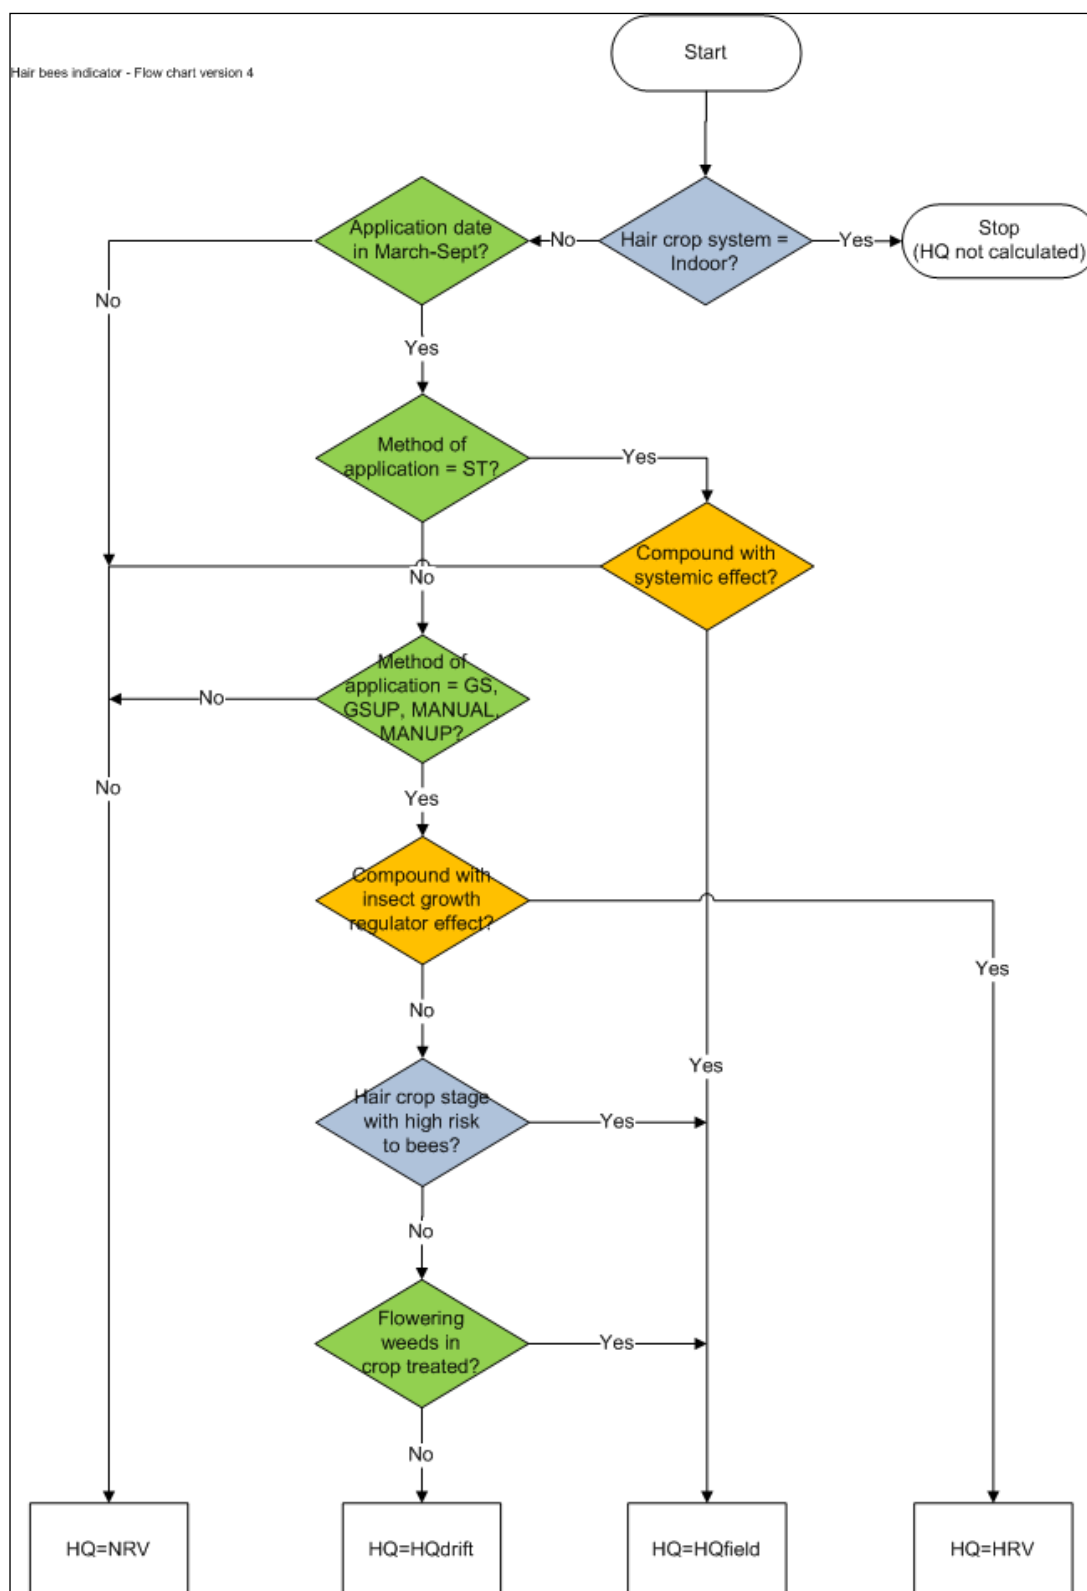 Start
Hair bees indicator - Flow chart version 4
Application date
in March-Sept?
No
Hair crop system =
Indoor?
Yes
Stop
(HQ not calculated)
No
Yes
Method of
application = ST?
Yes
Compound with
systemic effect?
No
Method of
application = GS,
GSUP, MANUAL,
MANUP?
No
No
Yes
Compound with
insect growth
regulator effect?
Yes
No
Yes
Hair crop stage
with high risk
to bees?
Yes
No
Flowering
weeds in
crop treated?
Yes
No
HQ=NRV
HQ=HQdrift
HQ=HQfield
HQ=HRV